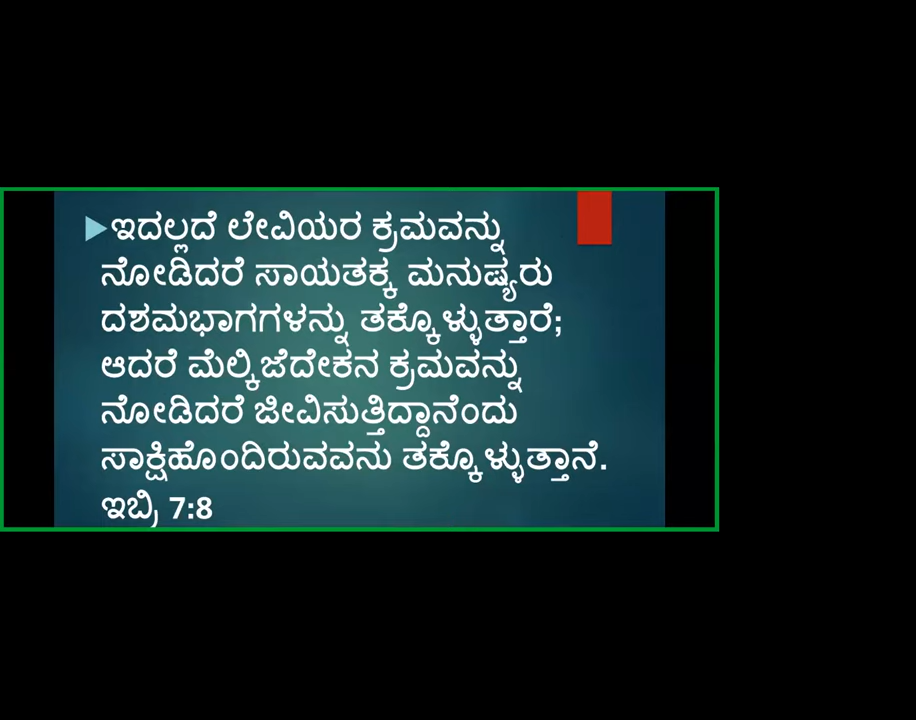 ಇದಲ್ಲದೆ ಲೇವಿಯರ ಕ್ರಮವನ್ನು
ನೋಡಿದರೆ ಸಾಯತಕ್ಕ ಮನುಷ್ಯರು
ದಶಮಭಾಗಗಳನ್ನು ತಕ್ಕೊಳ್ಳುತ್ತಾರೆ;
ಆದರೆ ಮೆಲ್ಕಿಜೆದೇಕನ ಕ್ರಮವನ್ನು
ನೋಡಿದರೆ ಜೀವಿಸುತ್ತಿದ್ದಾನೆಂದು
ಸಾಕ್ಷಿಹೊಂದಿರುವವನು ತಕ್ಕೊಳ್ಳುತ್ತಾನೆ.
ಇಬ್ರಿ 7:8